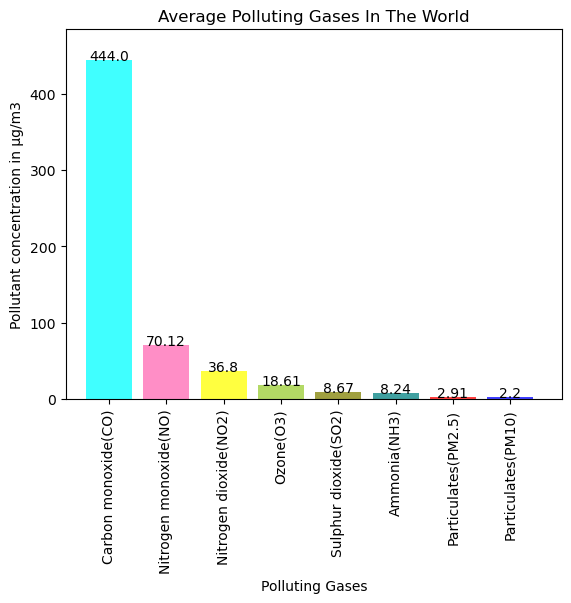 Average Polluting Gases In The World
Pollutant concentration in µg/m3
400
300
200
100
0
444.0
70.12
36.8
18.61
8.67
8.24
2.91
2.2
Carbon monoxide(CO)
Nitrogen monoxide(NO)
Nitrogen dioxide(NO2)
Ozone(O3)
Sulphur dioxide(SO2)
Ammonia(NH3)
Particulates(PM2.5)
Particulates(PM10)
Polluting Gases